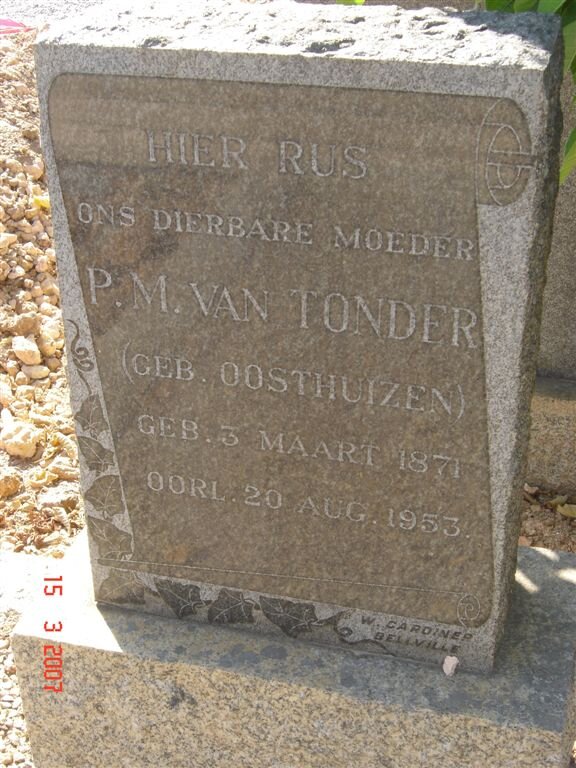 HIER RUS
ONS DIERBARE MOEDER
P. M. VAN TONDER
(GEB. OOSTHUIZEN)
GEB. 3 MAART 1871
OORL. 20 AUG. 1953
W. GARDINER
BELLVILLE
15 3 2007